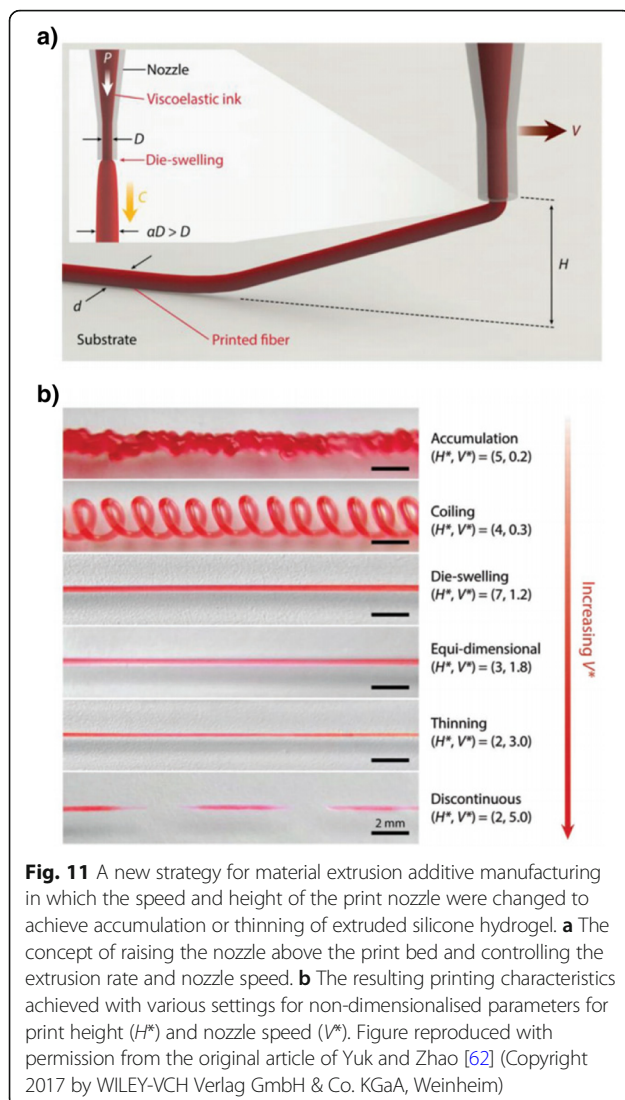 a)
P
Nozzle
Viscoelastic ink
D
Die-swelling
C
αD > D
V
H
d
Substrate
Printed fiber
b)
Accumulation
(H*, V*) = (5, 0.2)
Coiling
(H*, V*) = (4, 0.3)
Die-swelling
(H*, V*) = (7, 1.2)
Equi-dimensional
(H*, V*) = (3, 1.8)
Thinning
(H*, V*) = (2, 3.0)
Discontinuous
(H*, V*) = (2, 5.0)
2 mm
Increasing V*
Fig. 11 A new strategy for material extrusion additive manufacturing
in which the speed and height of the print nozzle were changed to
achieve accumulation or thinning of extruded silicone hydrogel. a The
concept of raising the nozzle above the print bed and controlling the
extrusion rate and nozzle speed. b The resulting printing characteristics
achieved with various settings for non-dimensionalised parameters for
print height (H*) and nozzle speed (V*). Figure reproduced with
permission from the original article of Yuk and Zhao [62] (Copyright
2017 by WILEY-VCH Verlag GmbH & Co. KGaA, Weinheim)